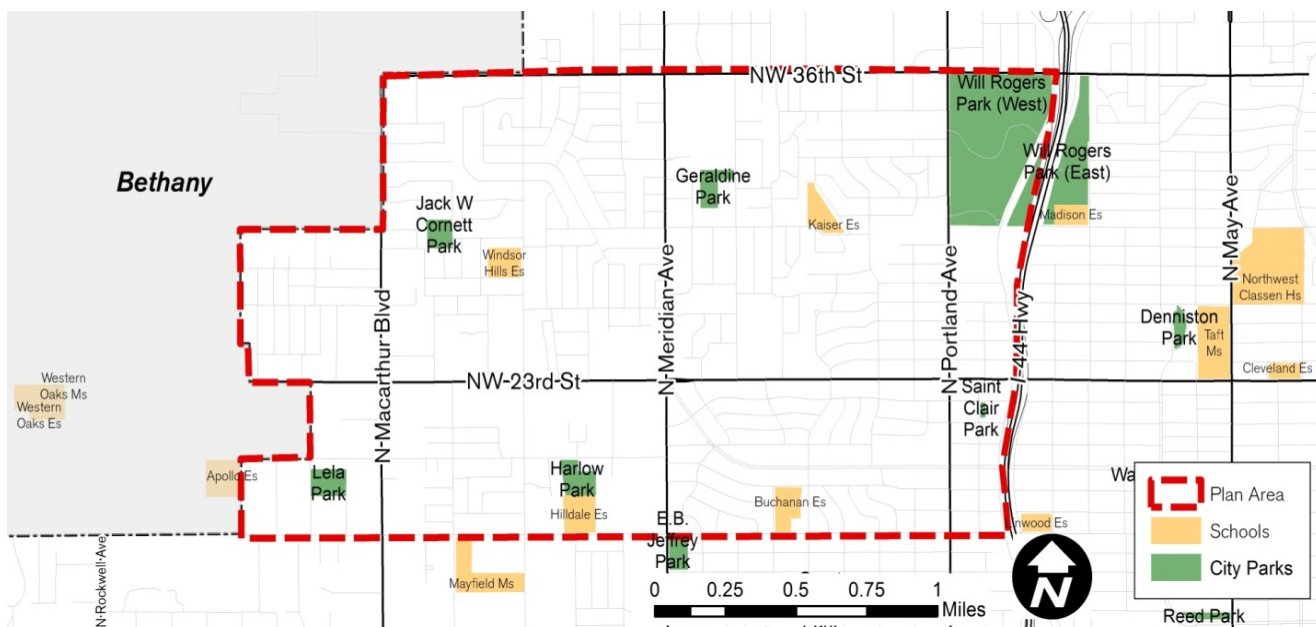 NW 36th St
Will Rogers
Park (West)
Will Rogers
Park (East)
Bethany
Geraldine
Park
Jack W
Cornett
Park
Kaiser Es
Madison Es
Windsor
Hills Es
Northwest
Classen Hs
N-Macarthur-Blvd
N-Meridian-Ave
N-Portland-Ave
I-44-Hwy
N-May-Ave
Denniston
Park
Taft
Ms
Cleveland Es
NW-23rd-St
Western
Oaks Ms
Western
Oaks Es
Saint
Clair
Park
Apollo Es
Lela
Park
Harlow
Park
Hilldale Es
Buchanan Es
Wa
E.B.
Jeffrey
Park
nwood Es
Mayfield Ms
N-Rockwell-Ave
Plan Area
Schools
City Parks
N
0 0.25 0.5 0.75 1
Miles
Reed Park